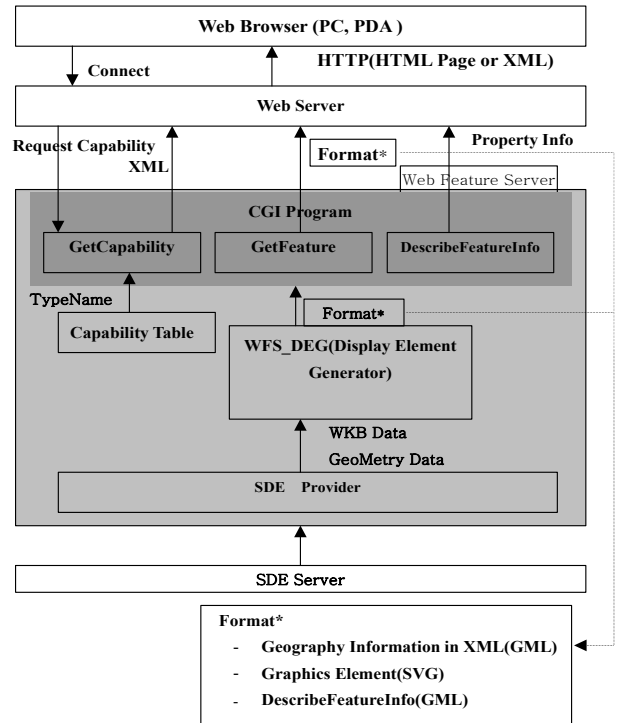 Web Browser (PC, PDA )
Connect
HTTP(HTML Page or XML)
Web Server
Request Capability
XML
Format*
Property Info
Web Feature Server
CGI Program
GetCapability
GetFeature
DescribeFeatureInfo
TypeName
Format*
Capability Table
WFS_DEG(Display Element
Generator)
WKB Data
GeoMetry Data
SDE Provider
SDE Server
Format*
- Geography Information in XML(GML)
- Graphics Element(SVG)
- DescribeFeatureInfo(GML)